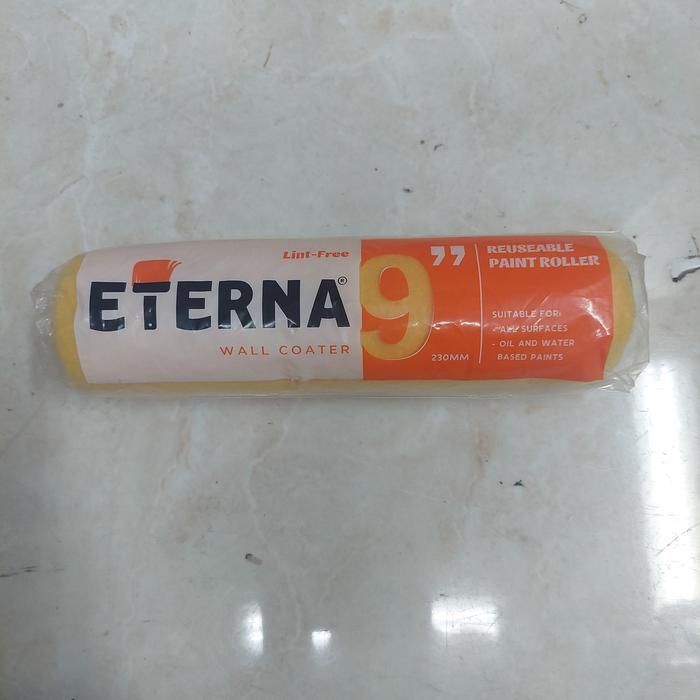 Lint-Free
ETERNA®
WALL COATER
9”
230MM
REUSEABLE
PAINT ROLLER
SUITABLE FOR:
- ALL SURFACES
- OIL AND WATER
BASED PAINTS